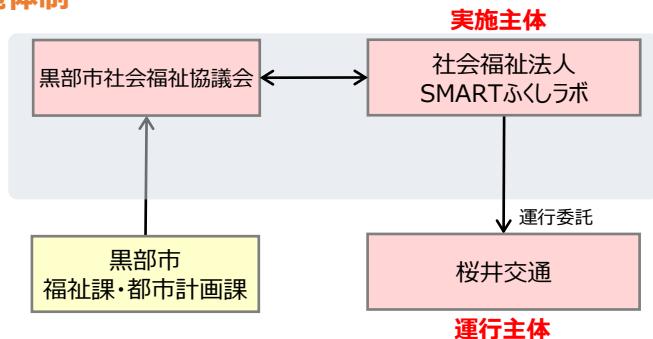 体制
実施主体
黒部市社会福祉協議会
社会福祉法人
SMARTふくしラボ
運行委託
黒部市
福祉課・都市計画課
桜井交通
運行主体